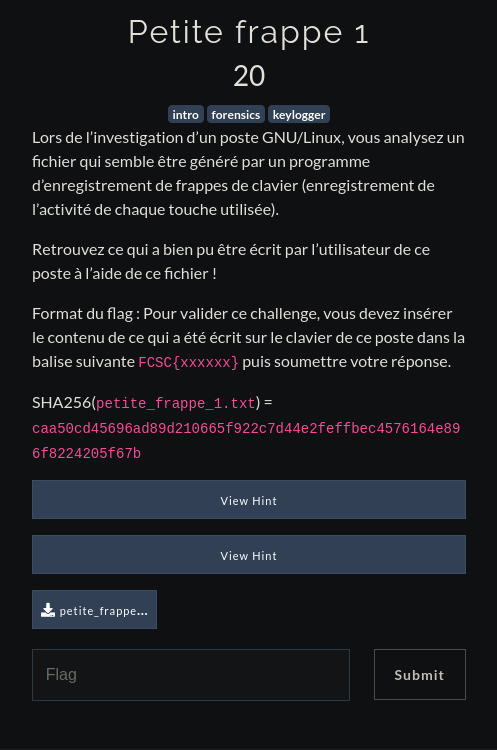 Petite frappe 1
20
intro forensics keylogger
Lors de l’investigation d’un poste GNU/Linux, vous analysez un
fichier qui semble être généré par un programme
d’enregistrement de frappes de clavier (enregistrement de
l’activité de chaque touche utilisée).
Retrouvez ce qui a bien pu être écrit par l’utilisateur de ce
poste à l’aide de ce fichier !
Format du flag : Pour valider ce challenge, vous devez insérer
le contenu de ce qui a été écrit sur le clavier de ce poste dans la
balise suivante FCSC{xxxxxx} puis soumettre votre réponse.
SHA256(petite_frappe_1.txt) =
caa50cd45696ad89d210665f922c7d44e2feffbec4576164e89
6f8224205f67b
View Hint
View Hint
petite_frappe...
Flag
Submit